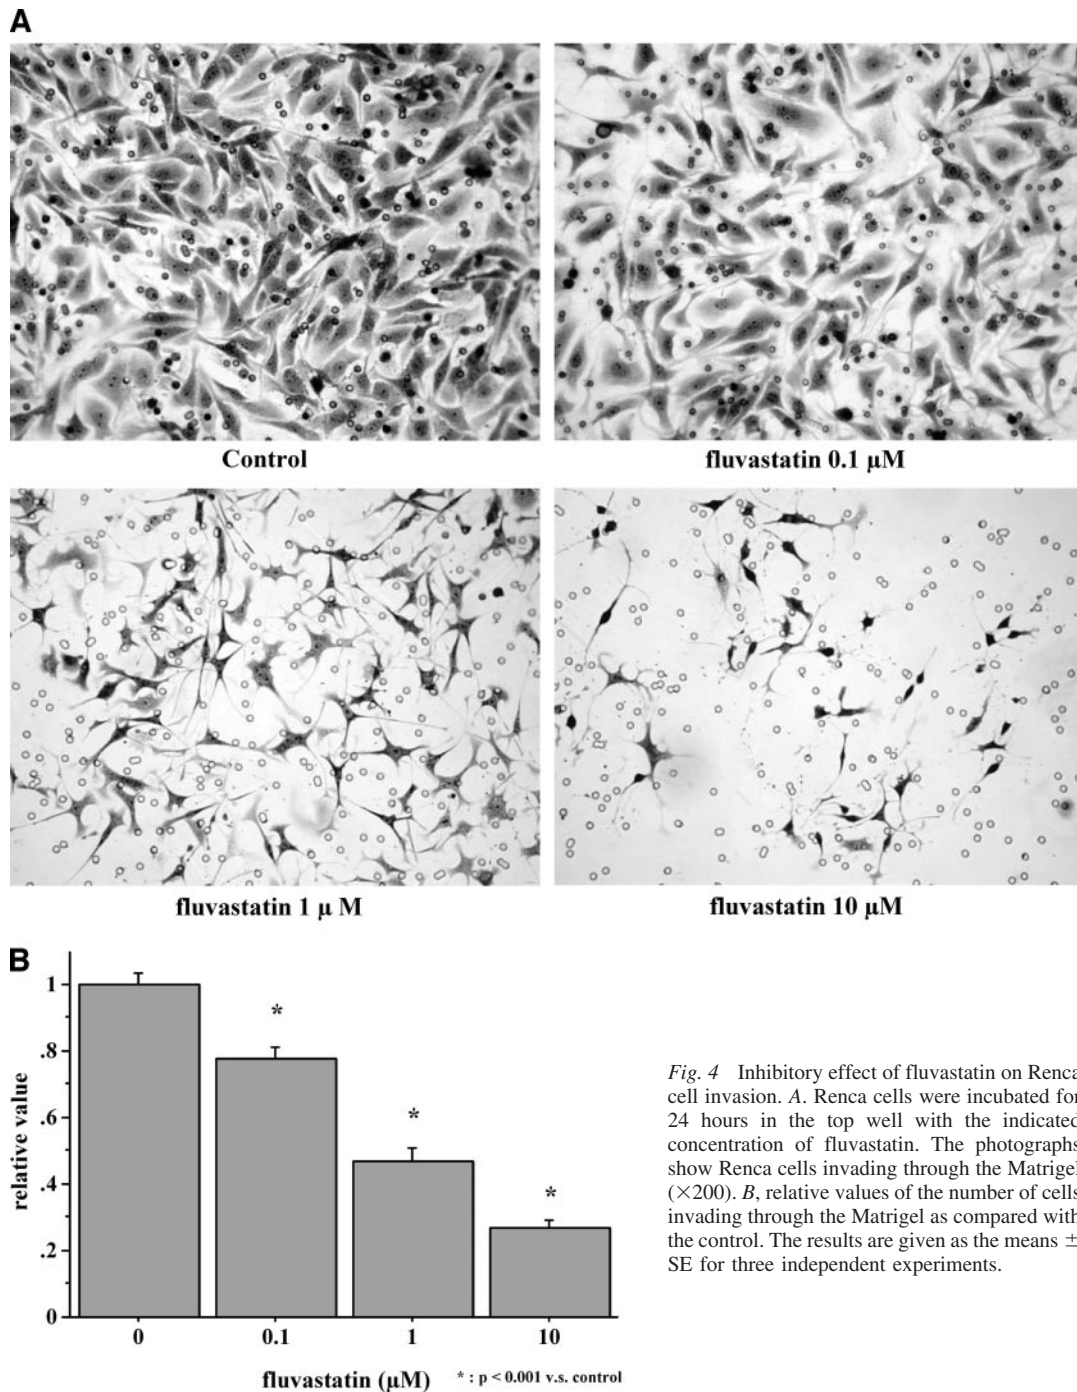 A
Control
fluvastatin 0.1 μM
fluvastatin 1 μ M
fluvastatin 10 μM
B
relative value
1
.8
.6
.4
.2
0
*
*
*
0 0.1 1 10
fluvastatin (μM)
* : p < 0.001 v.s. control
Fig. 4 Inhibitory effect of fluvastatin on Renca
cell invasion. A. Renca cells were incubated for
24 hours in the top well with the indicated
concentration of fluvastatin. The photographs
show Renca cells invading through the Matrigel
(×200). B, relative values of the number of cells
invading through the Matrigel as compared with
the control. The results are given as the means ±
SE for three independent experiments.